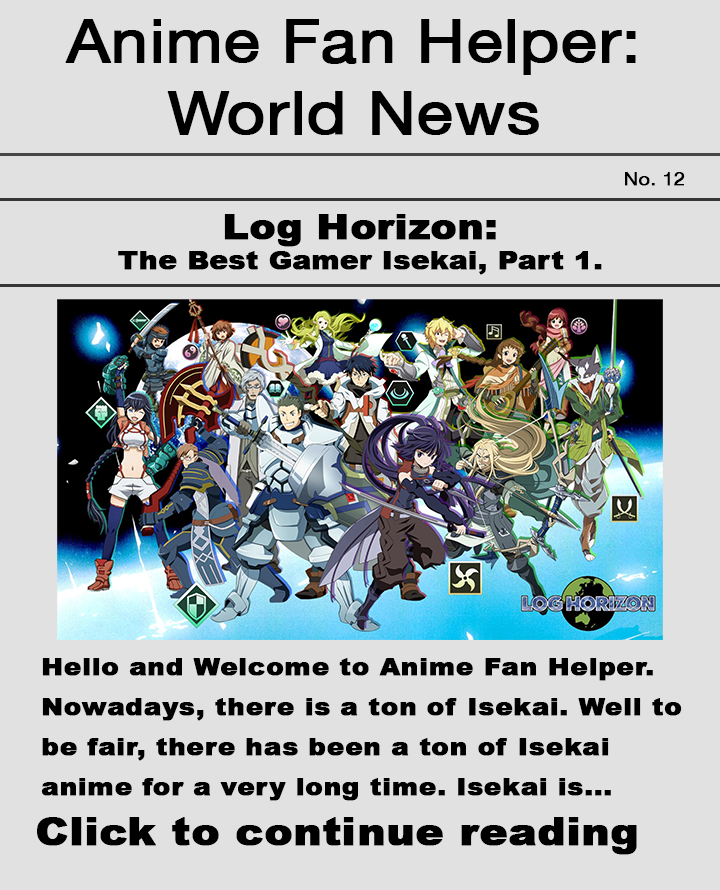 Anime Fan Helper:
World News
No. 12
Log Horizon:
The Best Gamer Isekai, Part 1.
LOG HORIZON
Hello and Welcome to Anime Fan Helper.
Nowadays, there is a ton of Isekai. Well to
be fair, there has been a ton of Isekai
anime for a very long time. Isekai is...
Click to continue reading